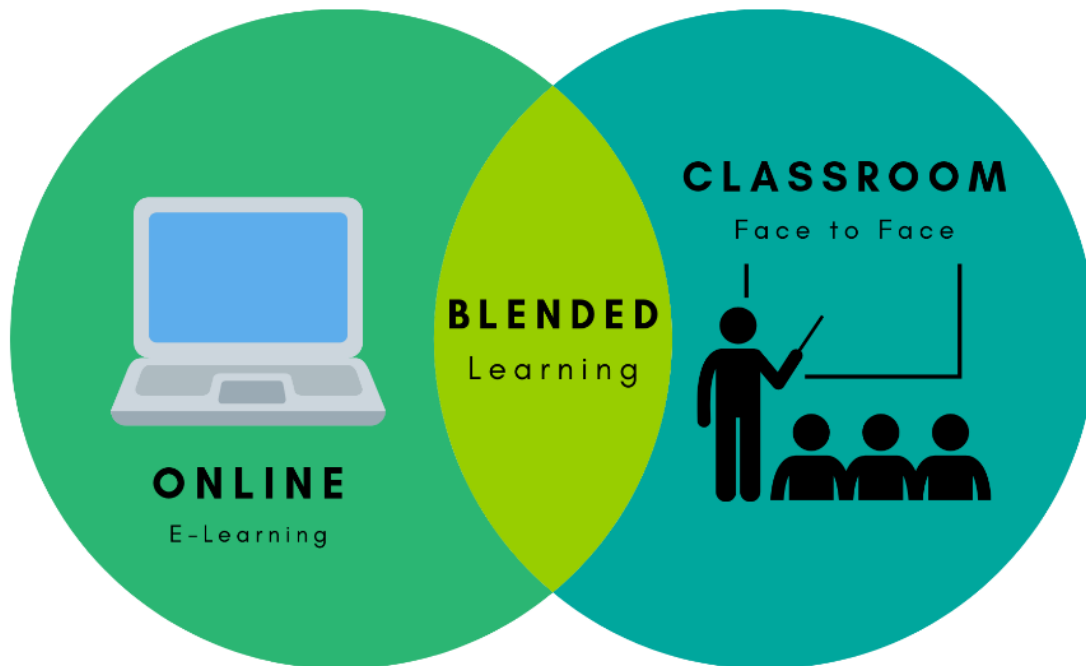 ONLINE
E-Learning
BLENDED
Learning
CLASSROOM
Face to Face